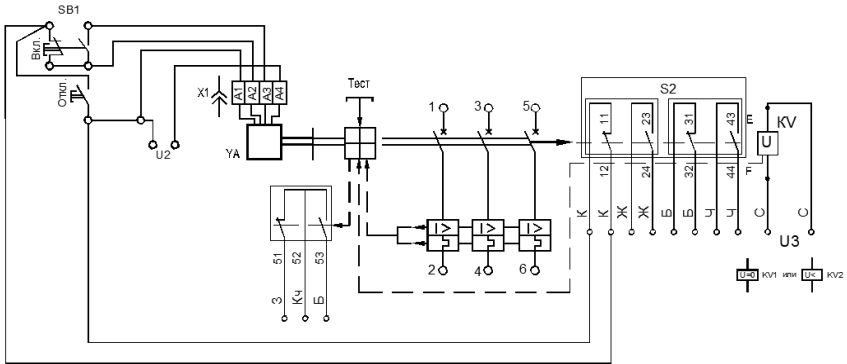 SB1
Вкл.
Откл.
X1
A1 A2 A3 A4
U2
YA
Тест
1 3 5
2 4 6
I> I> I>
51 52 53
З Кч Б
S2
11 23 31 43
12 24 32 44
E
F
KV
U
К К Ж Ж Б Б Ч Ч С С
U3
U=0 KV1 или U< KV2